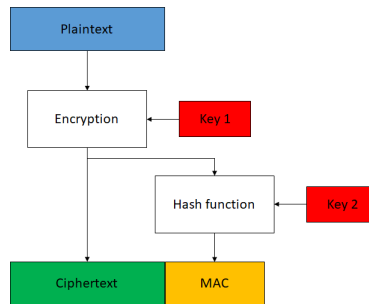 Plaintext
Encryption
Key 1
Hash function
Key 2
Ciphertext
MAC